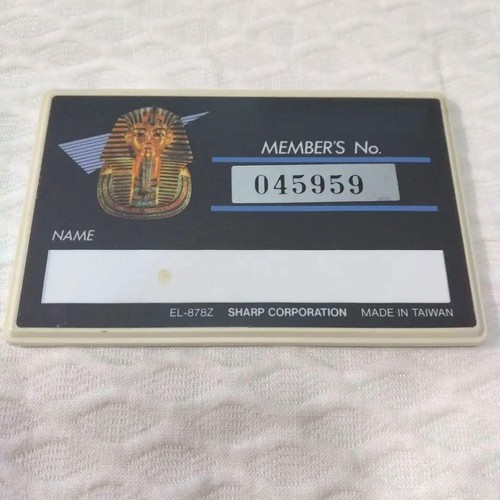 MEMBER'S No.
045959
NAME
EL-878Z SHARP CORPORATION MADE IN TAIWAN